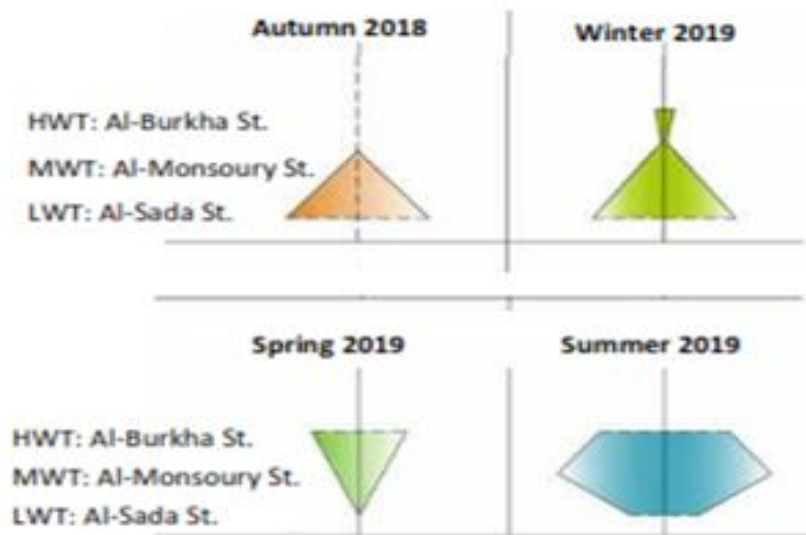 Autumn 2018
Winter 2019
HWT: Al-Burkha St.
MWT: Al-Monsoury St.
LWT: Al-Sada St.
Spring 2019
Summer 2019
HWT: Al-Burkha St.
MWT: Al-Monsoury St.
LWT: Al-Sada St.